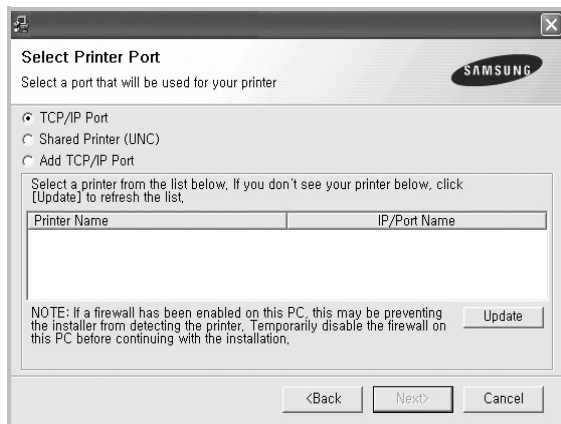 Select Printer Port
Select a port that will be used for your printer
SAMSUNG
TCP/IP Port
Shared Printer (UNC)
Add TCP/IP Port
Select a printer from the list below, If you don't see your printer below, click
[Update] to refresh the list,
Printer Name IP/Port Name
NOTE: If a firewall has been enabled on this PC, this may be preventing
the installer from detecting the printer, Temporarily disable the firewall on
this PC before continuing with the installation,
Update
<Back Next> Cancel